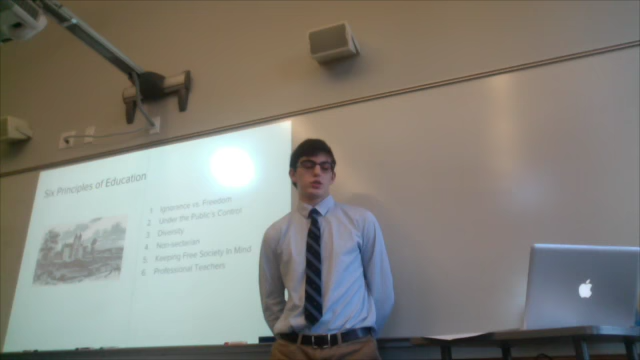 Six Principles of Education
1. Ignorance vs. Freedom
2. Under the Public's Control
3. Diversity
4. Non-sectarian
5. Keeping Free Society in Mind
6. Professional Teachers